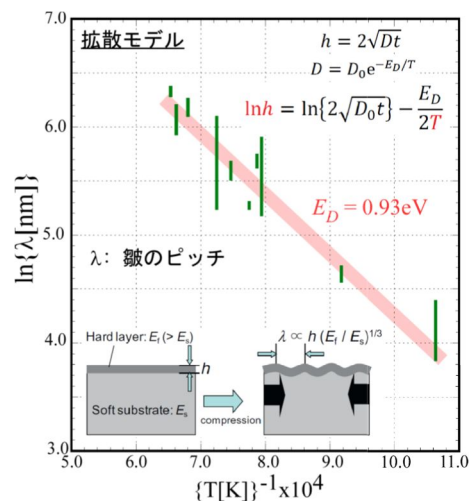 拡散モデル
h = 2√Dt
D = D₀e^{-E_D/T}
lnh = ln{2√D₀t} − E_D/2T
E_D = 0.93eV
λ: 皺のピッチ
Hard layer: E_f (> E_s)
h
Soft substrate: E_s
compression
λ ∝ h (E_f / E_s)^{1/3}
ln{λ[nm]}
7.0
6.0
5.0
4.0
3.0
5.0 6.0 7.0 8.0 9.0 10.0 11.0
{T[K]}⁻¹x10⁴